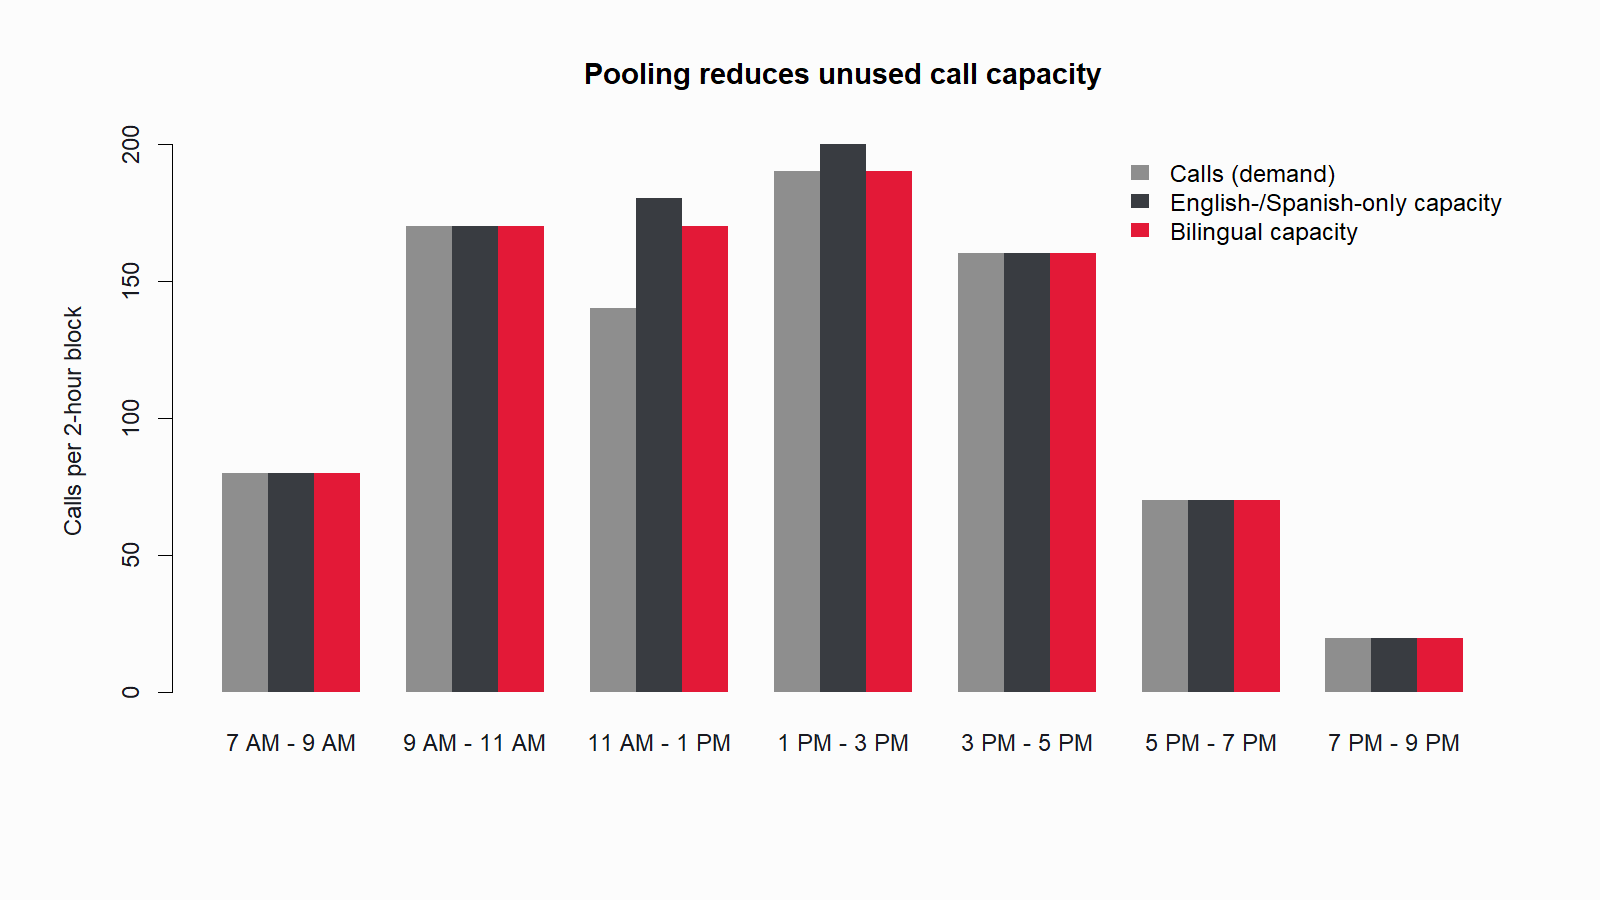 Pooling reduces unused call capacity
Calls (demand)
English-/Spanish-only capacity
Bilingual capacity
Calls per 2-hour block
200
150
100
50
0
7 AM - 9 AM
9 AM - 11 AM
11 AM - 1 PM
1 PM - 3 PM
3 PM - 5 PM
5 PM - 7 PM
7 PM - 9 PM